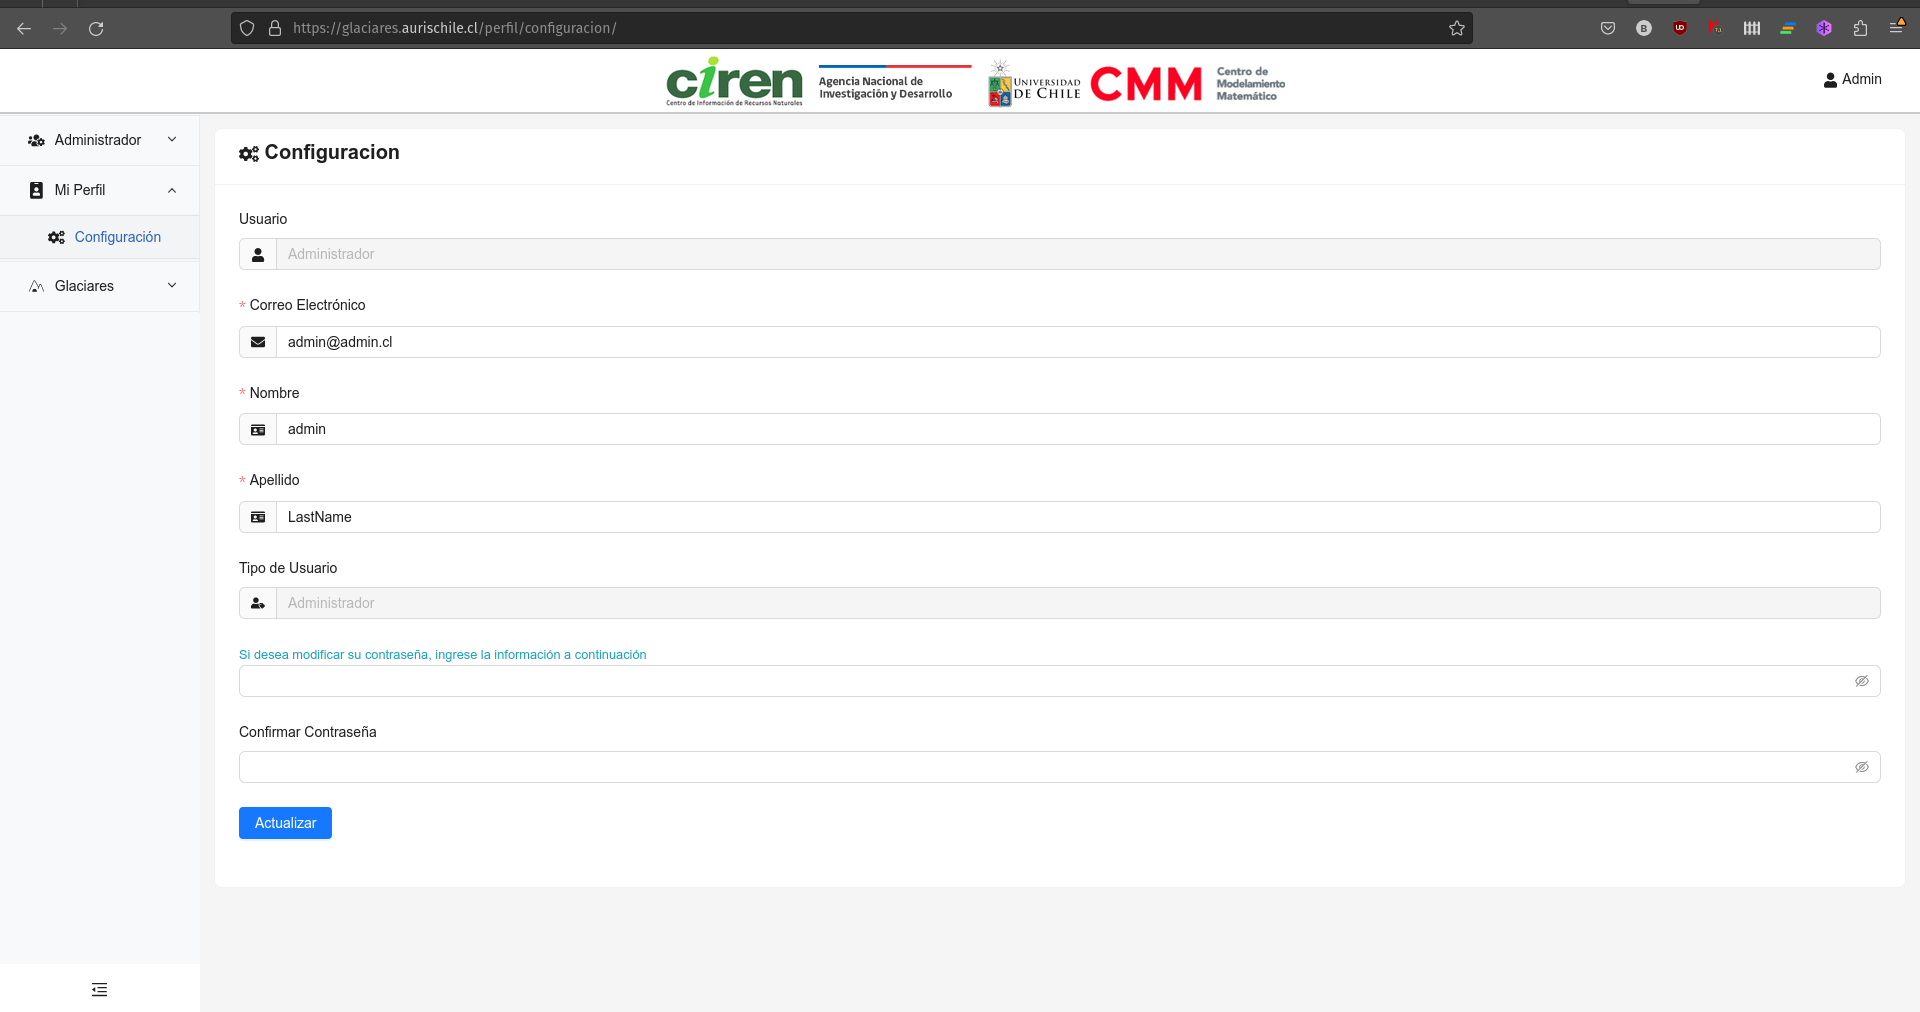 https://glaciares.aurischile.cl/perfil/configuracion/
ciren
Centro de Información de Recursos Naturales
Agencia Nacional de
Investigación y Desarrollo
UNIVERSIDAD
DE CHILE
CMM
Centro de
Modelamiento
Matemático
Admin
Administrador
Mi Perfil
Configuración
Glaciares
Configuracion
Usuario
Administrador
* Correo Electrónico
admin@admin.cl
* Nombre
admin
* Apellido
LastName
Tipo de Usuario
Administrador
Si desea modificar su contraseña, ingrese la información a continuación
Confirmar Contraseña
Actualizar